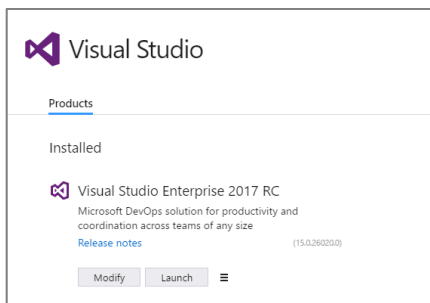 Visual Studio
Products
Installed
Visual Studio Enterprise 2017 RC
Microsoft DevOps solution for productivity and
coordination across teams of any size
Release notes (15.0.26020.0)
Modify Launch